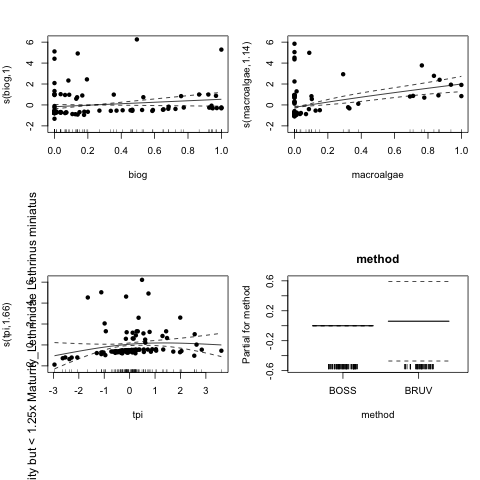 s(biog,1)
6
4
2
0
-2
0.0 0.2 0.4 0.6 0.8 1.0
biog
s(macroalgae,1.14)
6
4
2
0
-2
0.0 0.2 0.4 0.6 0.8 1.0
macroalgae
ity but < 1.25x Maturity_Lethrinidae Lethrinus miniatus
s(tpi,1.66)
-3 -2 -1 0 1 2 3
tpi
method
Partial for method
0.6
0.2
-0.2
-0.6
BOSS BRUV
method